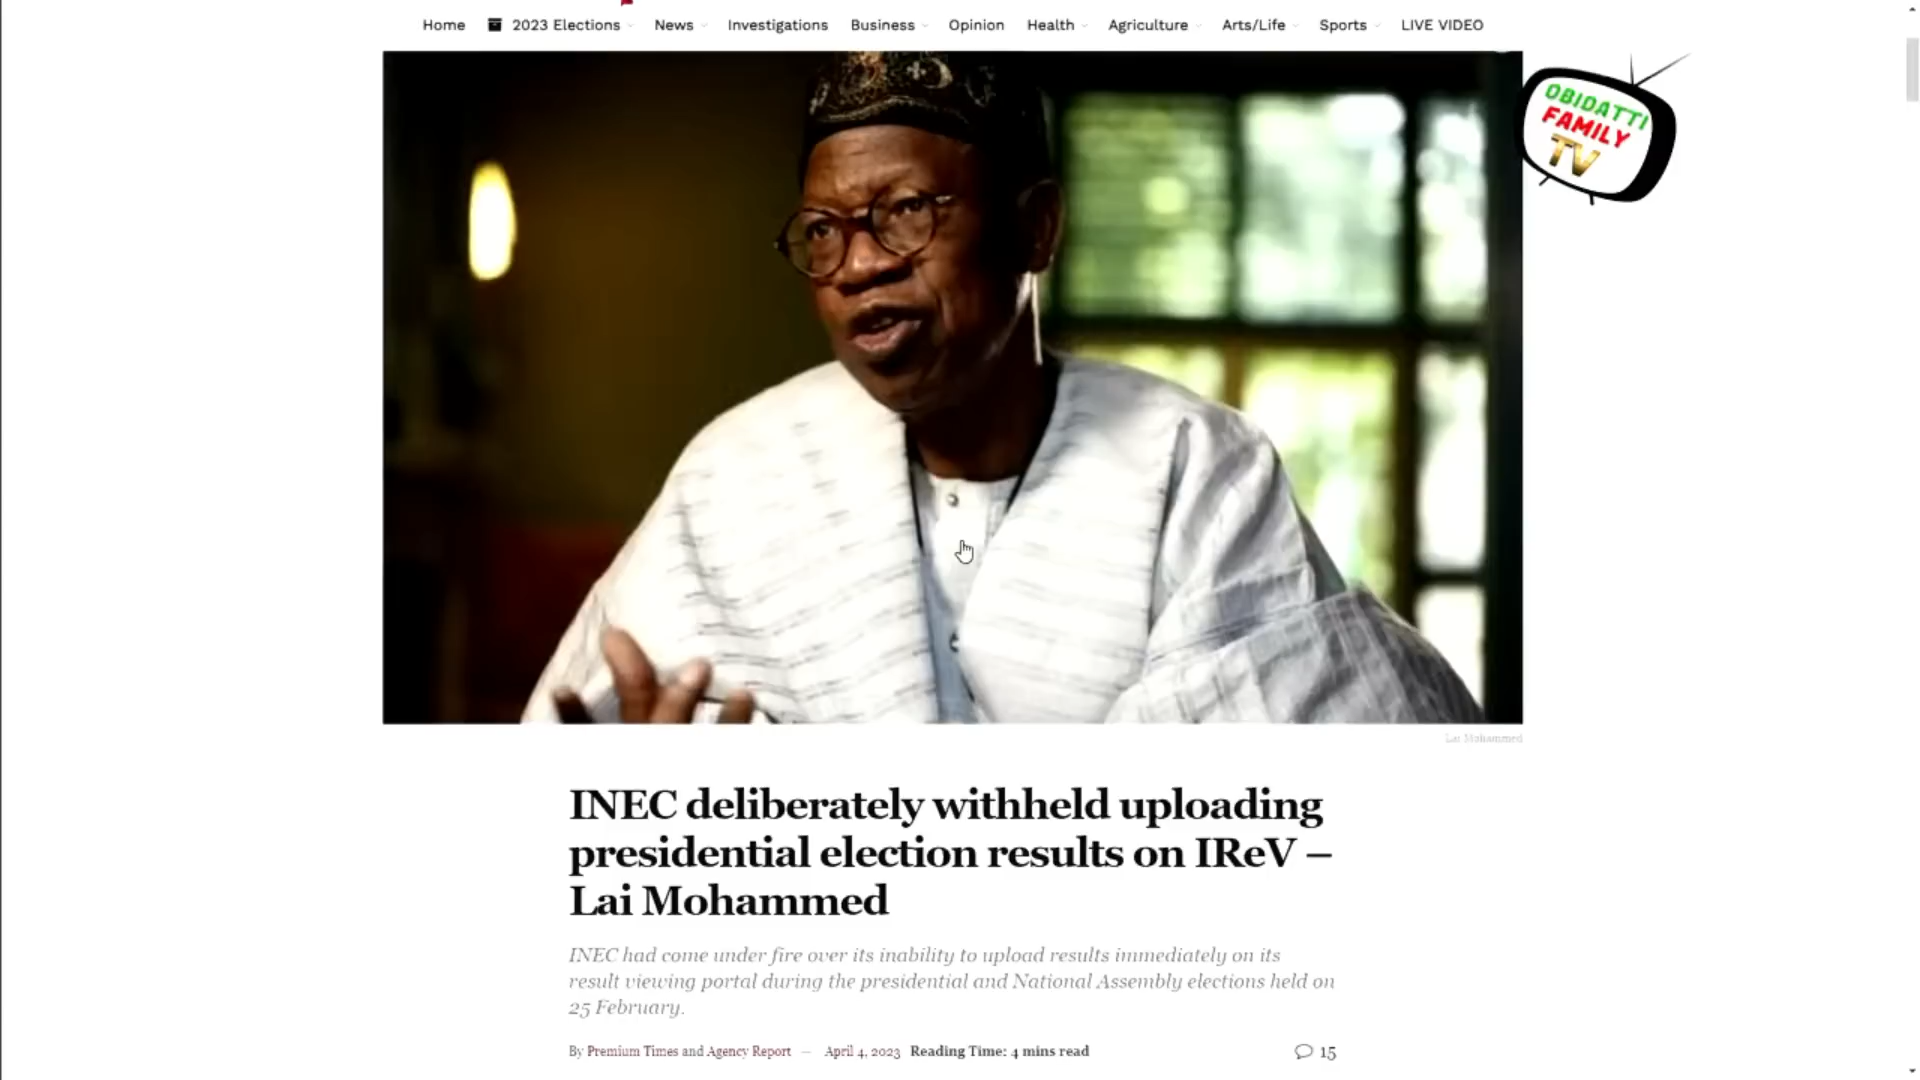 Home 2023 Elections News Investigations Business Opinion Health Agriculture Arts/Life Sports LIVE VIDEO
OBIDATTI
FAMILY
TV
Lai Mohammed
INEC deliberately withheld uploading
presidential election results on IReV –
Lai Mohammed
INEC had come under fire over its inability to upload results immediately on its
result viewing portal during the presidential and National Assembly elections held on
25 February.
By Premium Times and Agency Report — April 4, 2023 Reading Time: 4 mins read 15